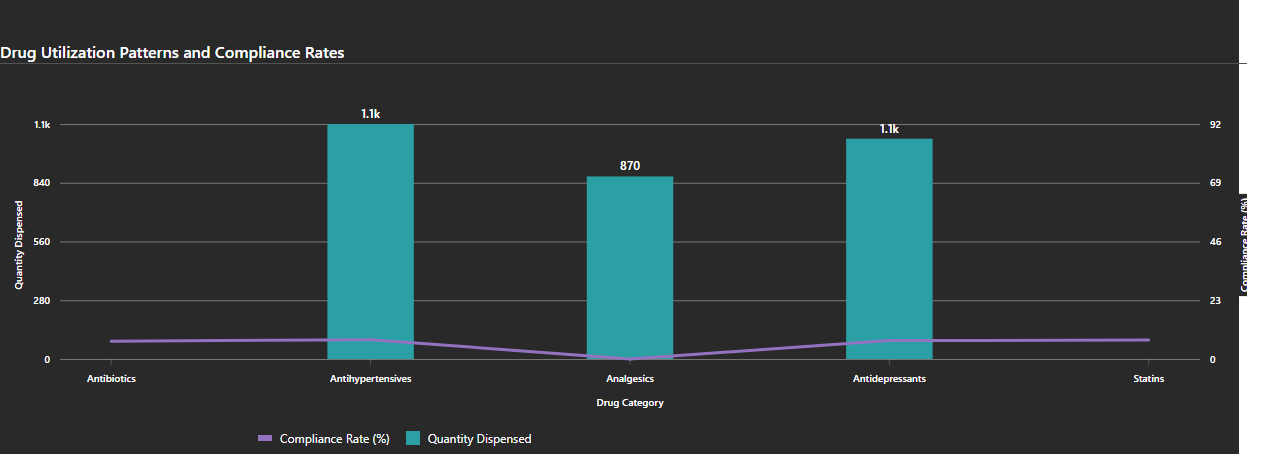 Drug Utilization Patterns and Compliance Rates
1.1k
1.1k
870
1.1k
92
840
69
560
46
280
23
0
0
Quantity Dispensed
Compliance Rate (%)
Antibiotics
Antihypertensives
Analgesics
Antidepressants
Statins
Drug Category
Compliance Rate (%)
Quantity Dispensed